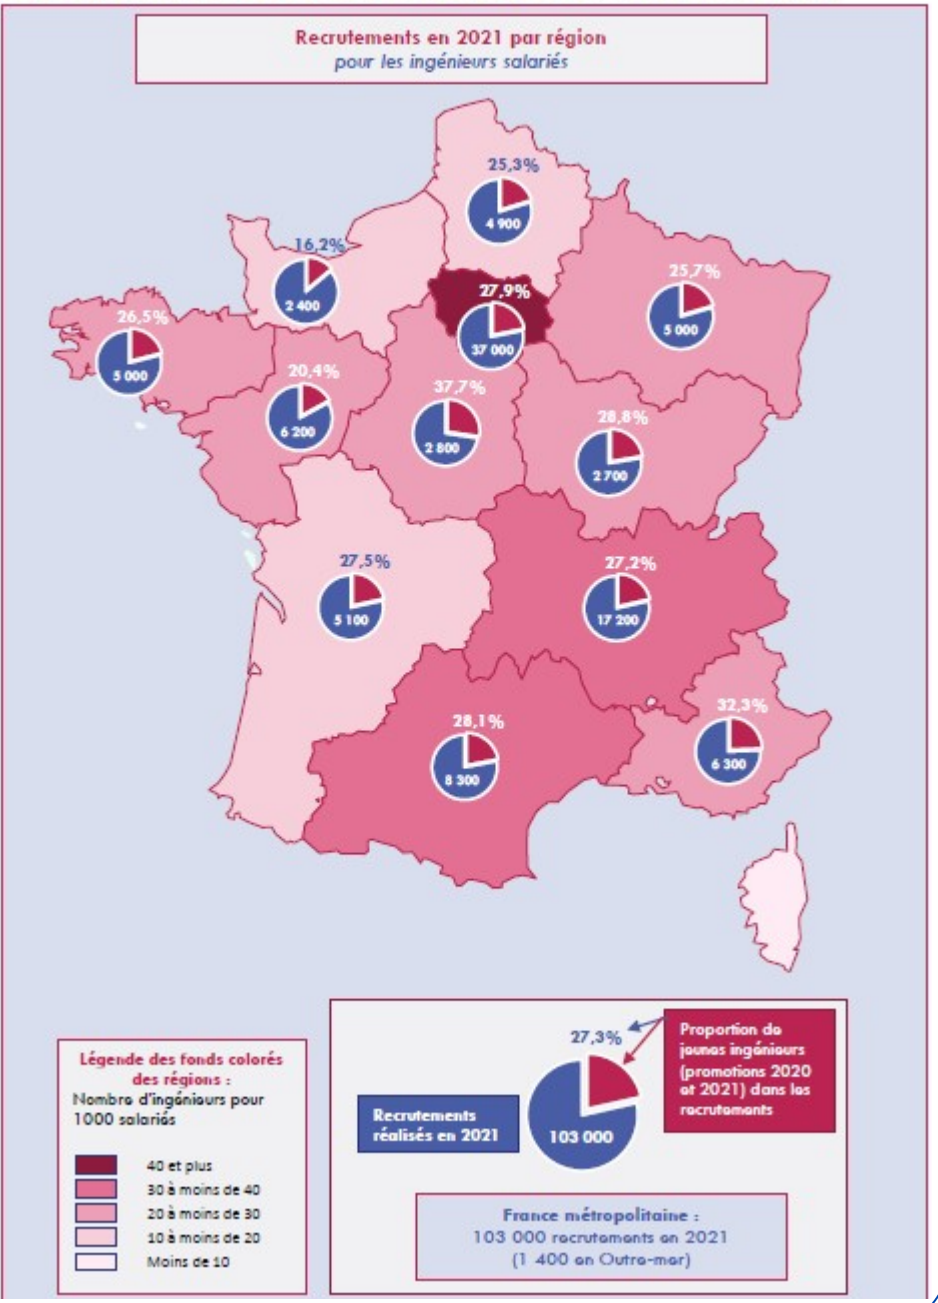 Recrutements en 2021 par région
pour les ingénieurs salariés
25,3%
4 900
16,2%
2 400
27,9%
37 000
25,7%
5 000
26,5%
5 000
20,4%
6 200
37,7%
2 800
28,8%
2 700
27,5%
5 100
27,2%
17 200
28,1%
8 300
32,3%
6 300
Légende des fonds colorés
des régions :
Nombre d'ingénieurs pour
1000 salariés
40 et plus
30 à moins de 40
20 à moins de 30
10 à moins de 20
Moins de 10
27,3%
103 000
Recrutements
réalisés en 2021
Proportion de
jeunes ingénieurs
(promotions 2020
et 2021) dans les
recrutements
France métropolitaine :
103 000 recrutements en 2021
(1 400 en Outre-mer)